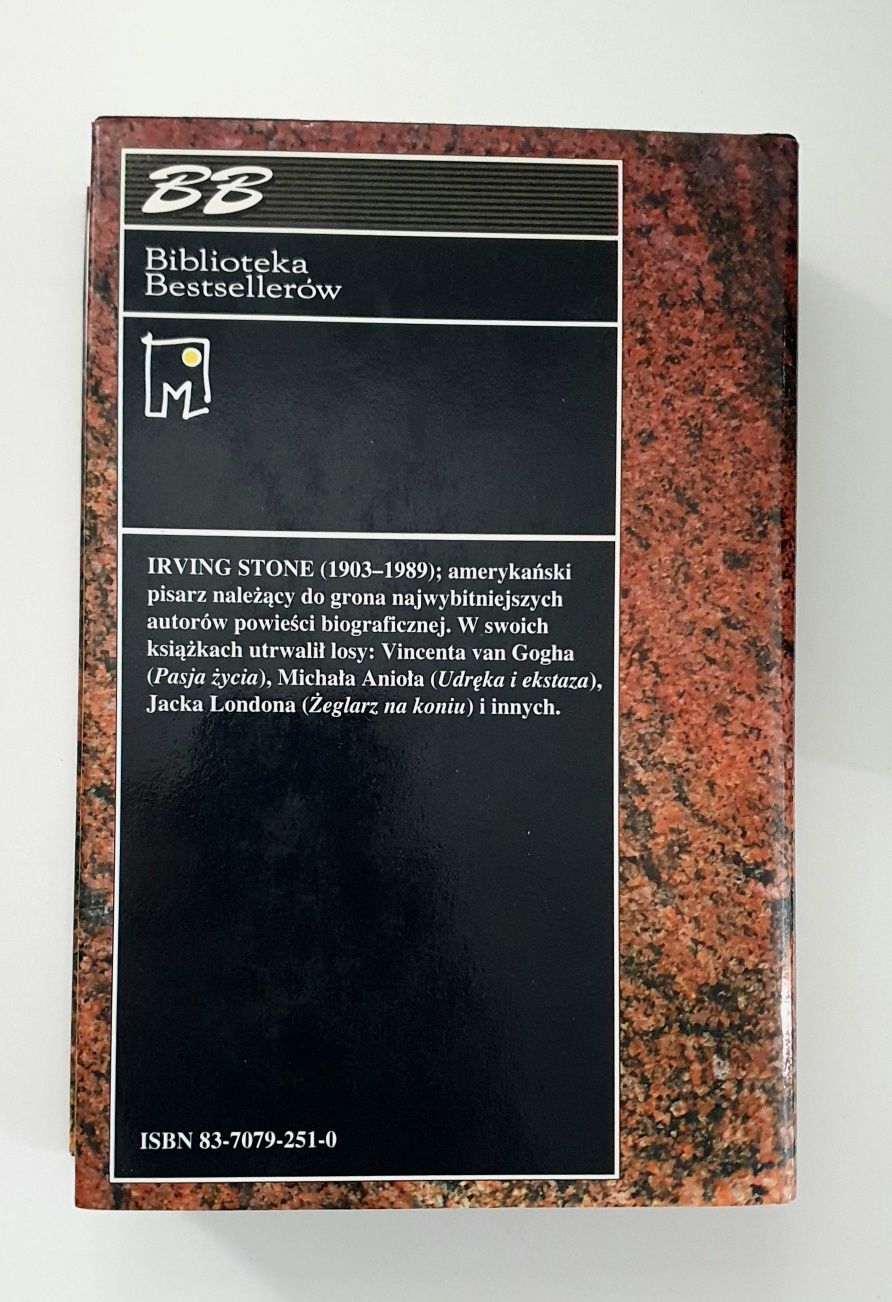 BB
Biblioteka
Bestsellerów
M
IRVING STONE (1903–1989); amerykański
pisarz należący do grona najwybitniejszych
autorów powieści biograficznej. W swoich
książkach utrwalił losy: Vincenta van Gogha
(Pasja życia), Michała Anioła (Udręka i ekstaza),
Jacka Londona (Żeglarz na koniu) i innych.
ISBN 83-7079-251-0